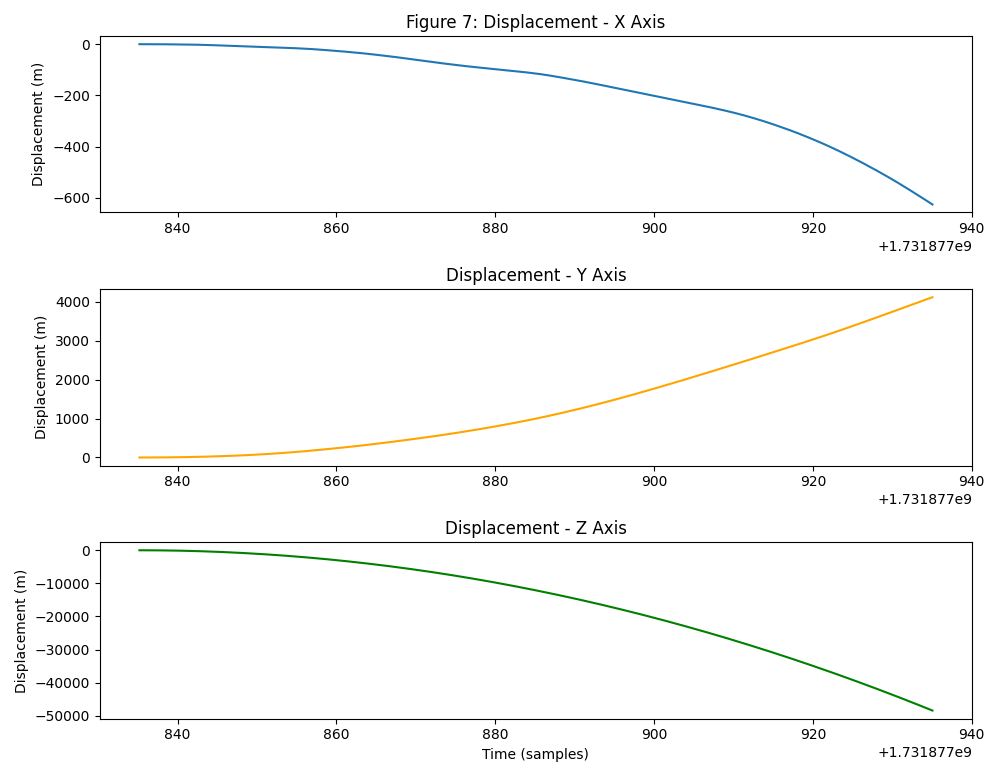 Figure 7: Displacement - X Axis
Displacement (m)
0
−200
−400
−600
840 860 880 900 920 940
+1.731877e9
Displacement - Y Axis
Displacement (m)
4000
3000
2000
1000
0
840 860 880 900 920 940
+1.731877e9
Displacement - Z Axis
Displacement (m)
0
−10000
−20000
−30000
−40000
−50000
840 860 880 900 920 940
Time (samples)
+1.731877e9